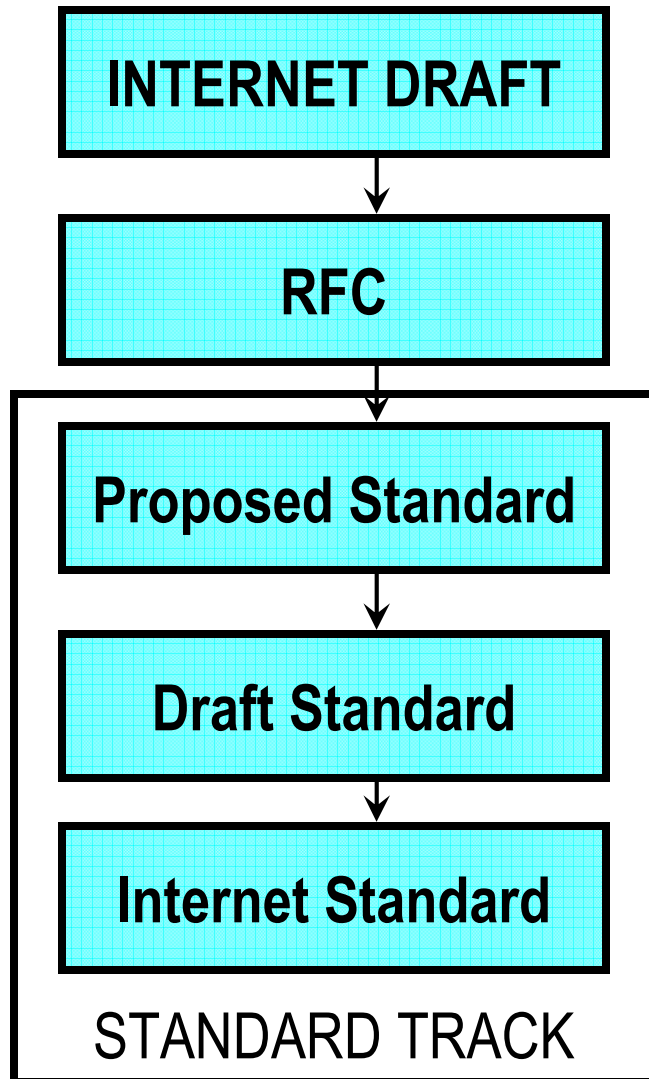 INTERNET DRAFT
RFC
Proposed Standard
Draft Standard
Internet Standard
STANDARD TRACK